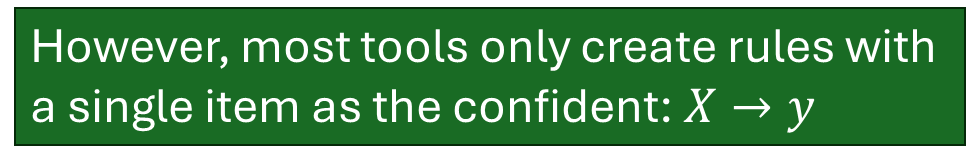 However, most tools only create rules with
a single item as the confident: X → y